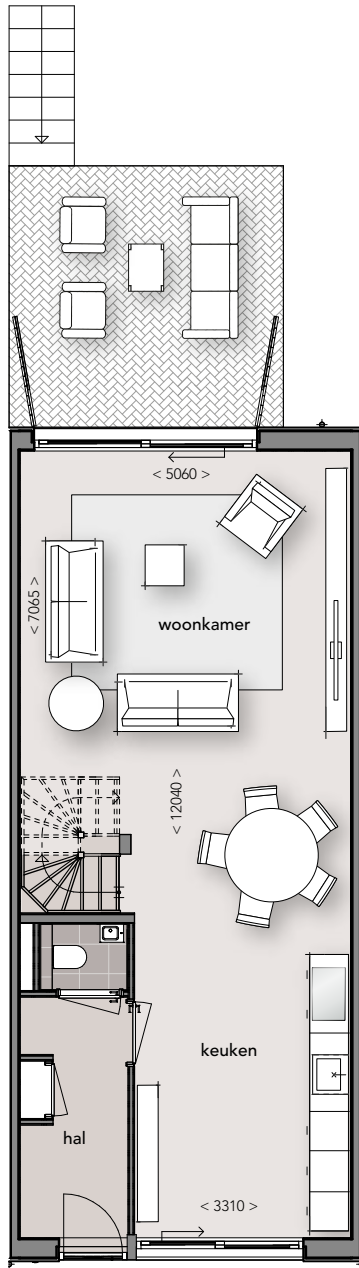 < 5060 >
< 7065 >
woonkamer
< 12040 >
keuken
hal
< 3310 >